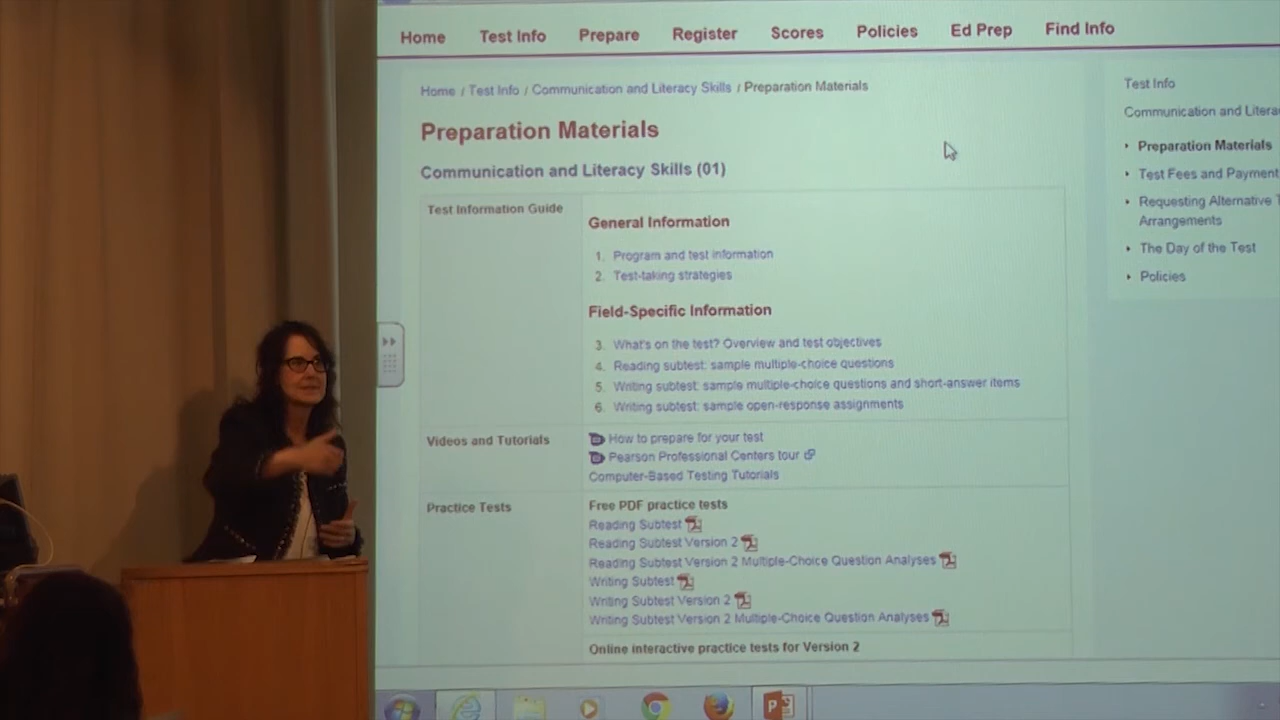 Home Test Info Prepare Register Scores Policies Ed Prep Find Info
Home / Test Info / Communication and Literacy Skills / Preparation Materials
Preparation Materials
Communication and Literacy Skills (01)
Test Information Guide
General Information
1. Program and test information
2. Test-taking strategies
Field-Specific Information
3. What's on the test? Overview and test objectives
4. Reading subtest: sample multiple-choice questions
5. Writing subtest: sample multiple-choice questions and short-answer items
6. Writing subtest: sample open-response assignments
Videos and Tutorials
How to prepare for your test
Pearson Professional Centers tour
Computer-Based Testing Tutorials
Practice Tests
Free PDF practice tests
Reading Subtest
Reading Subtest Version 2
Reading Subtest Version 2 Multiple-Choice Question Analyses
Writing Subtest
Writing Subtest Version 2
Writing Subtest Version 2 Multiple-Choice Question Analyses
Online interactive practice tests for Version 2
Test Info
Communication and Litera
Preparation Materials
Test Fees and Payment
Requesting Alternative T
Arrangements
The Day of the Test
Policies